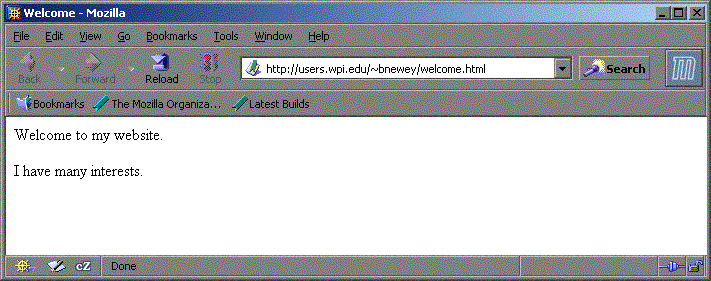 Welcome - Mozilla
File Edit View Go Bookmarks Tools Window Help
Back Forward Reload Stop http://users.wpi.edu/~bnewey/welcome.html Search m
Bookmarks The Mozilla Organiza... Latest Builds
Welcome to my website.
I have many interests.
cZ Done